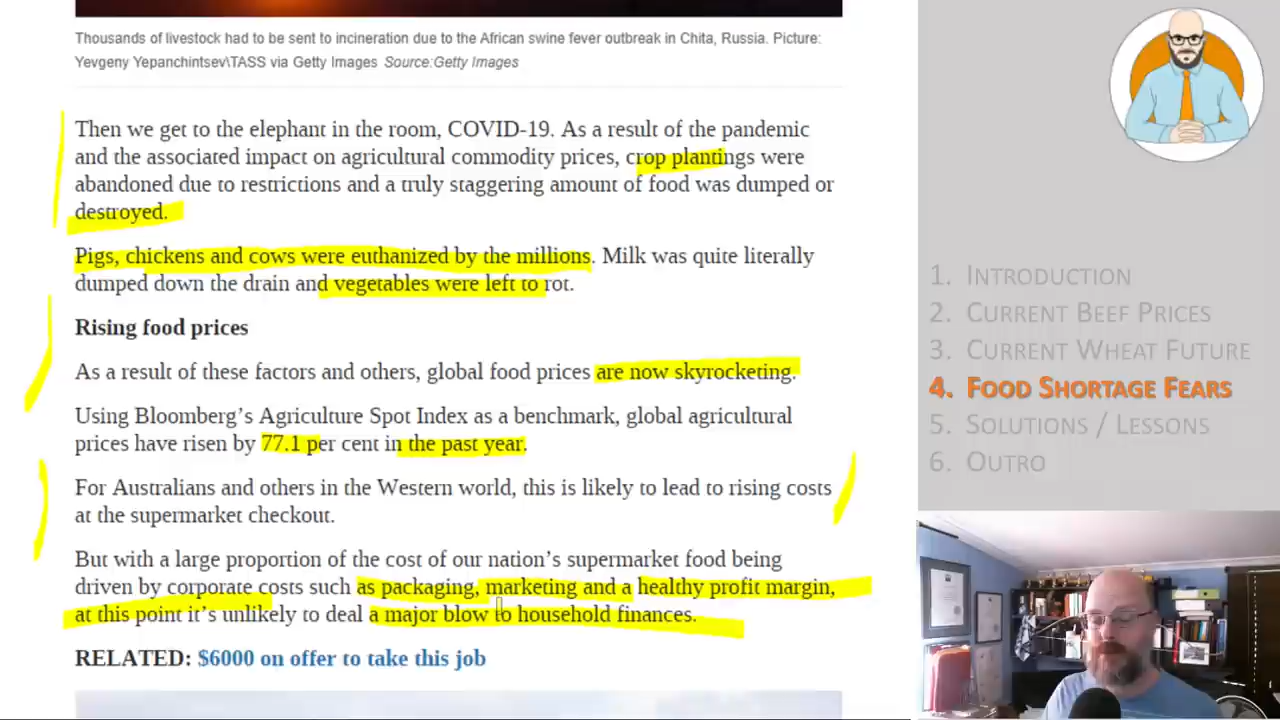 Thousands of livestock had to be sent to incineration due to the African swine fever outbreak in Chita, Russia. Picture:
Yevgeny Yepanchintsev\TASS via Getty Images Source:Getty Images
Then we get to the elephant in the room, COVID-19. As a result of the pandemic
and the associated impact on agricultural commodity prices, crop plantings were
abandoned due to restrictions and a truly staggering amount of food was dumped or
destroyed.
Pigs, chickens and cows were euthanized by the millions. Milk was quite literally
dumped down the drain and vegetables were left to rot.
Rising food prices
As a result of these factors and others, global food prices are now skyrocketing.
Using Bloomberg's Agriculture Spot Index as a benchmark, global agricultural
prices have risen by 77.1 per cent in the past year.
For Australians and others in the Western world, this is likely to lead to rising costs
at the supermarket checkout.
But with a large proportion of the cost of our nation's supermarket food being
driven by corporate costs such as packaging, marketing and a healthy profit margin,
at this point it's unlikely to deal a major blow to household finances.
RELATED: $6000 on offer to take this job
1. Introduction
2. Current Beef Prices
3. Current Wheat Future
4. Food Shortage Fears
5. Solutions / Lessons
6. Outro